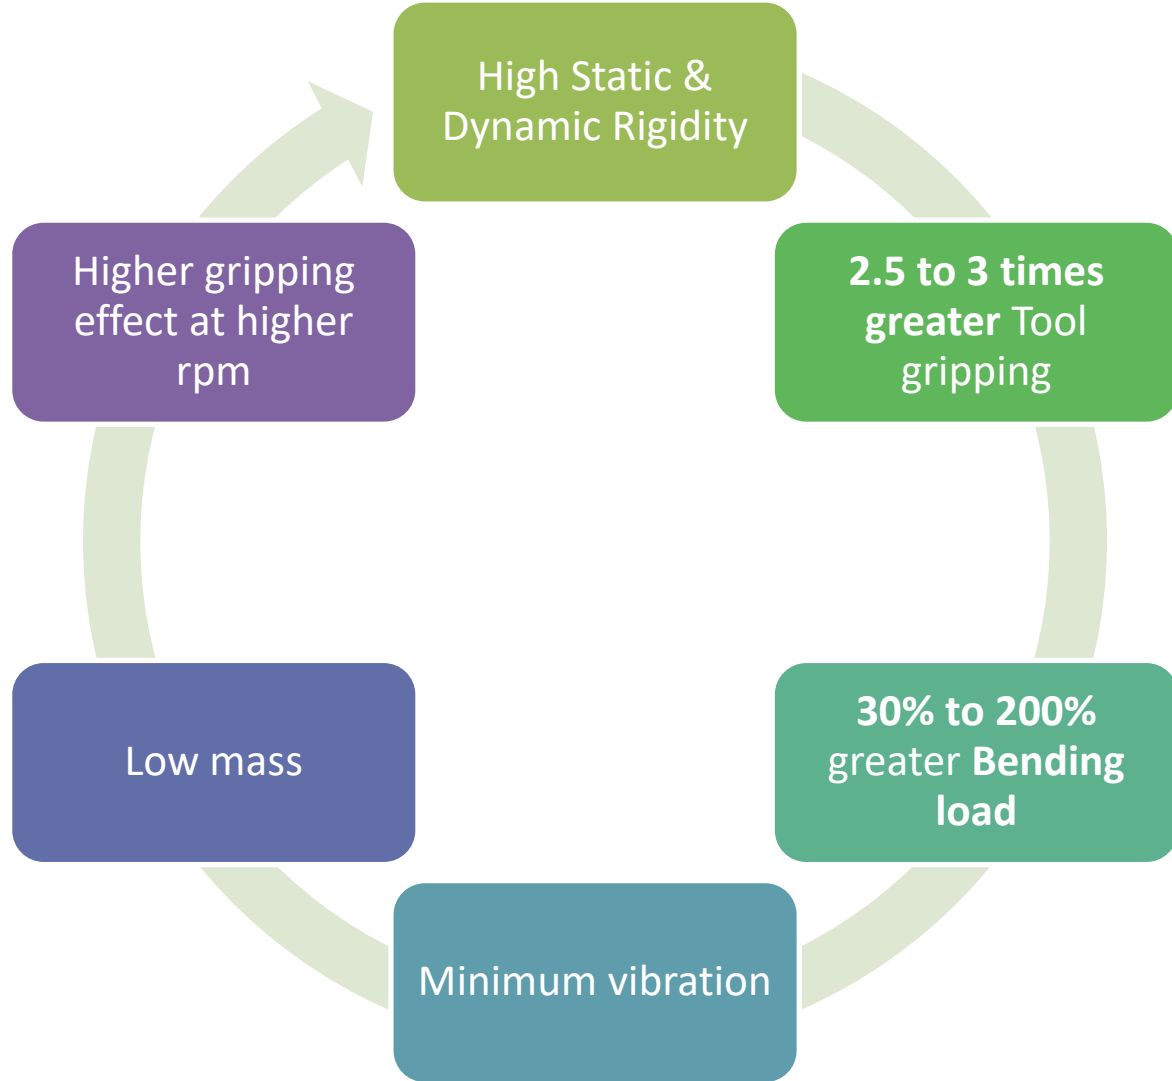 High Static &
Dynamic Rigidity
2.5 to 3 times
greater Tool
gripping
30% to 200%
greater Bending
load
Minimum vibration
Low mass
Higher gripping
effect at higher
rpm